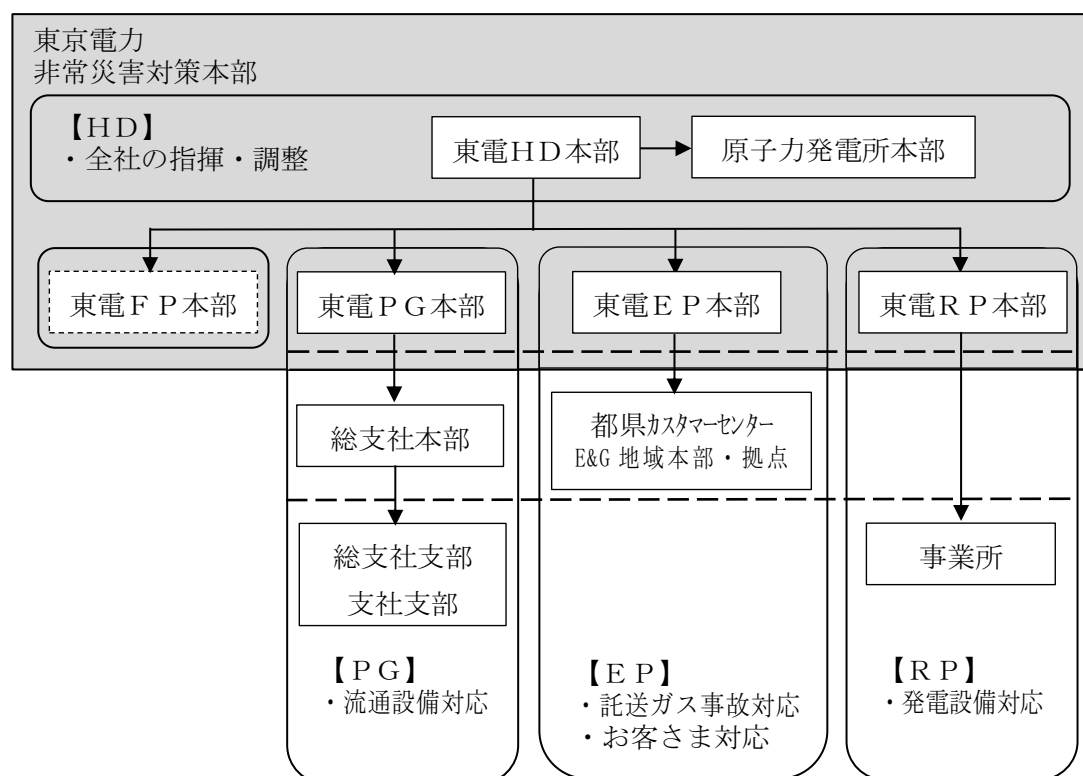 東京電力
非常災害対策本部
【ＨＤ】
・全社の指揮・調整
東電ＨＤ本部
原子力発電所本部
東電ＦＰ本部
東電ＰＧ本部
東電ＥＰ本部
東電ＲＰ本部
総支社本部
都県ｶｽﾀﾏｰｾﾝﾀｰ
E&G 地域本部・拠点
総支社支部
支社支部
事業所
【ＰＧ】
・流通設備対応
【ＥＰ】
・託送ガス事故対応
・お客さま対応
【ＲＰ】
・発電設備対応